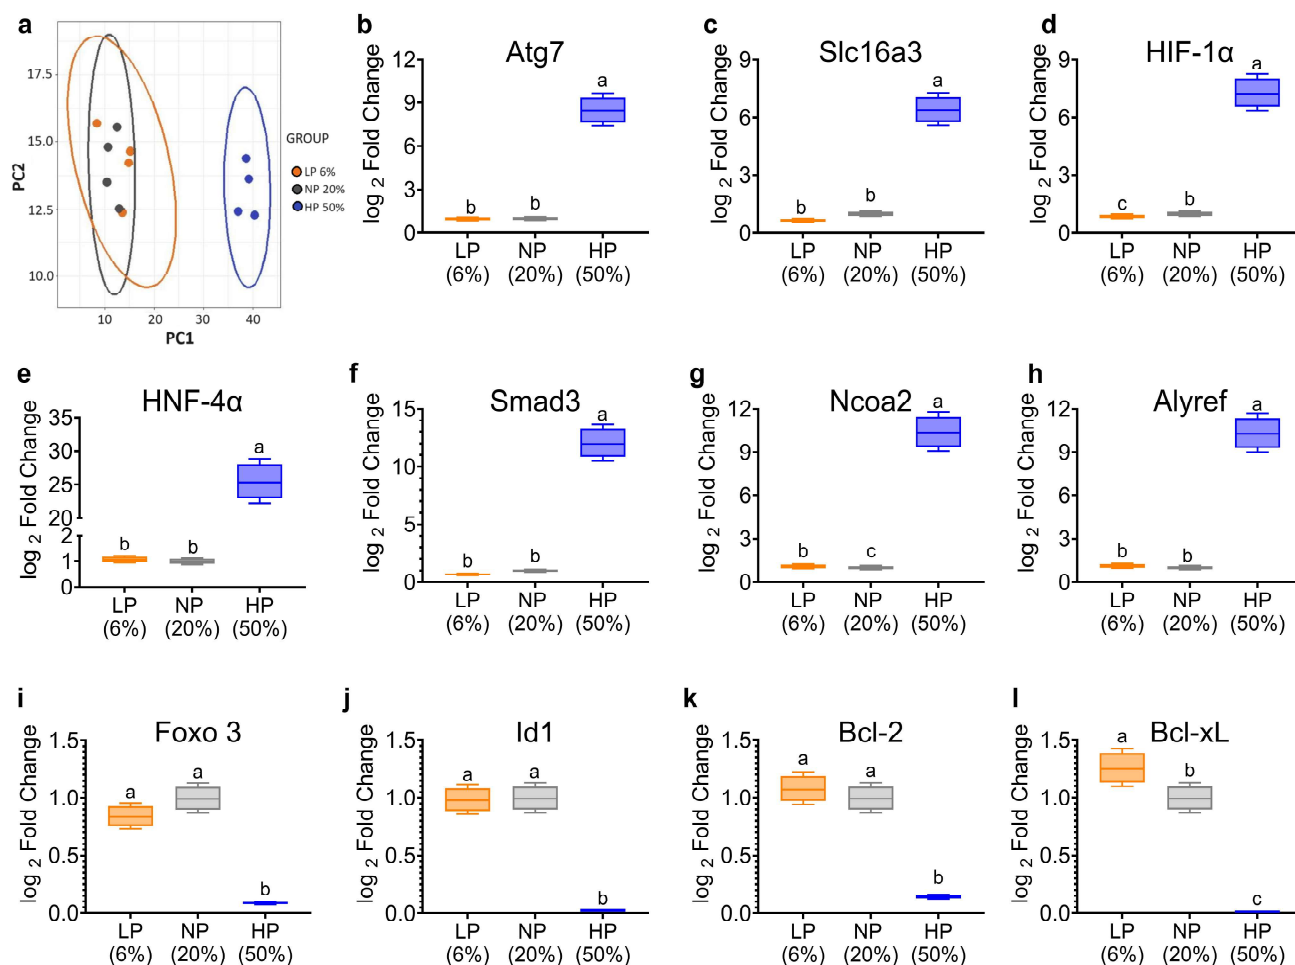 a
17.5
15.0
12.5
10.0
PC2
10 20 30 40
PC1
GROUP
LP 6%
NP 20%
HP 50%
b
Atg7
log 2 Fold Change
12
9
6
3
0
b b a
LP NP HP
(6%) (20%) (50%)
c
Slc16a3
log 2 Fold Change
9
6
3
0
b b a
LP NP HP
(6%) (20%) (50%)
d
HIF-1α
log 2 Fold Change
9
6
3
0
c b a
LP NP HP
(6%) (20%) (50%)
e
HNF-4α
log 2 Fold Change
35
30
25
20
2
1
0
b b a
LP NP HP
(6%) (20%) (50%)
f
Smad3
log 2 Fold Change
15
10
5
0
b b a
LP NP HP
(6%) (20%) (50%)
g
Ncoa2
log 2 Fold Change
12
9
6
3
0
b c a
LP NP HP
(6%) (20%) (50%)
h
Alyref
log 2 Fold Change
12
9
6
3
0
b b a
LP NP HP
(6%) (20%) (50%)
i
Foxo 3
log 2 Fold Change
1.5
1.0
0.5
0.0
a a b
LP NP HP
(6%) (20%) (50%)
j
Id1
log 2 Fold Change
1.5
1.0
0.5
0.0
a a b
LP NP HP
(6%) (20%) (50%)
k
Bcl-2
log 2 Fold Change
1.5
1.0
0.5
0.0
a a b
LP NP HP
(6%) (20%) (50%)
l
Bcl-xL
log 2 Fold Change
1.5
1.0
0.5
0.0
a b c
LP NP HP
(6%) (20%) (50%)